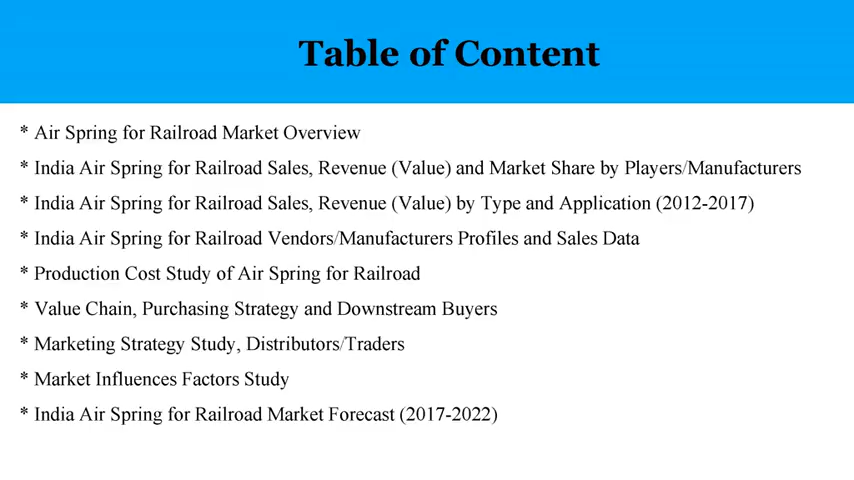 Table of Content
* Air Spring for Railroad Market Overview
* India Air Spring for Railroad Sales, Revenue (Value) and Market Share by Players/Manufacturers
* India Air Spring for Railroad Sales, Revenue (Value) by Type and Application (2012-2017)
* India Air Spring for Railroad Vendors/Manufacturers Profiles and Sales Data
* Production Cost Study of Air Spring for Railroad
* Value Chain, Purchasing Strategy and Downstream Buyers
* Marketing Strategy Study, Distributors/Traders
* Market Influences Factors Study
* India Air Spring for Railroad Market Forecast (2017-2022)